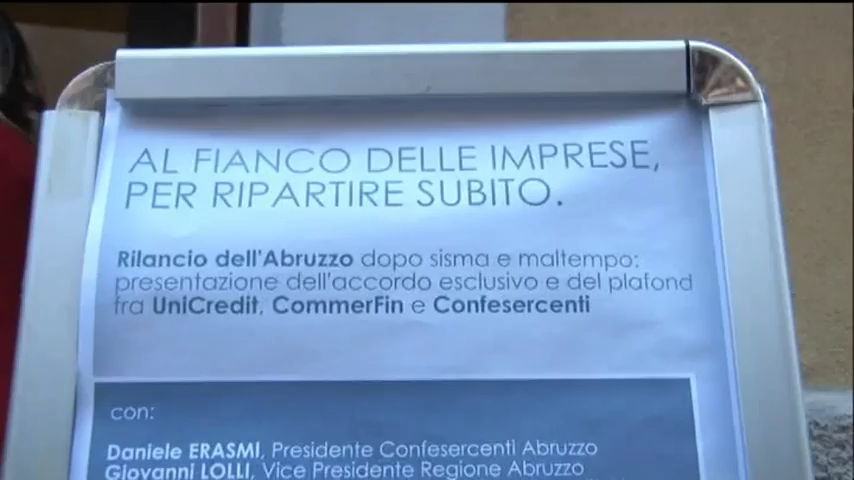 AL FIANCO DELLE IMPRESE,
PER RIPARTIRE SUBITO.
Rilancio dell'Abruzzo dopo sisma e maltempo:
presentazione dell'accordo esclusivo e del plafond
fra UniCredit, CommerFin e Confesercenti
con:
Daniele ERASMI, Presidente Confesercenti Abruzzo
Giovanni LOLLI, Vice Presidente Regione Abruzzo